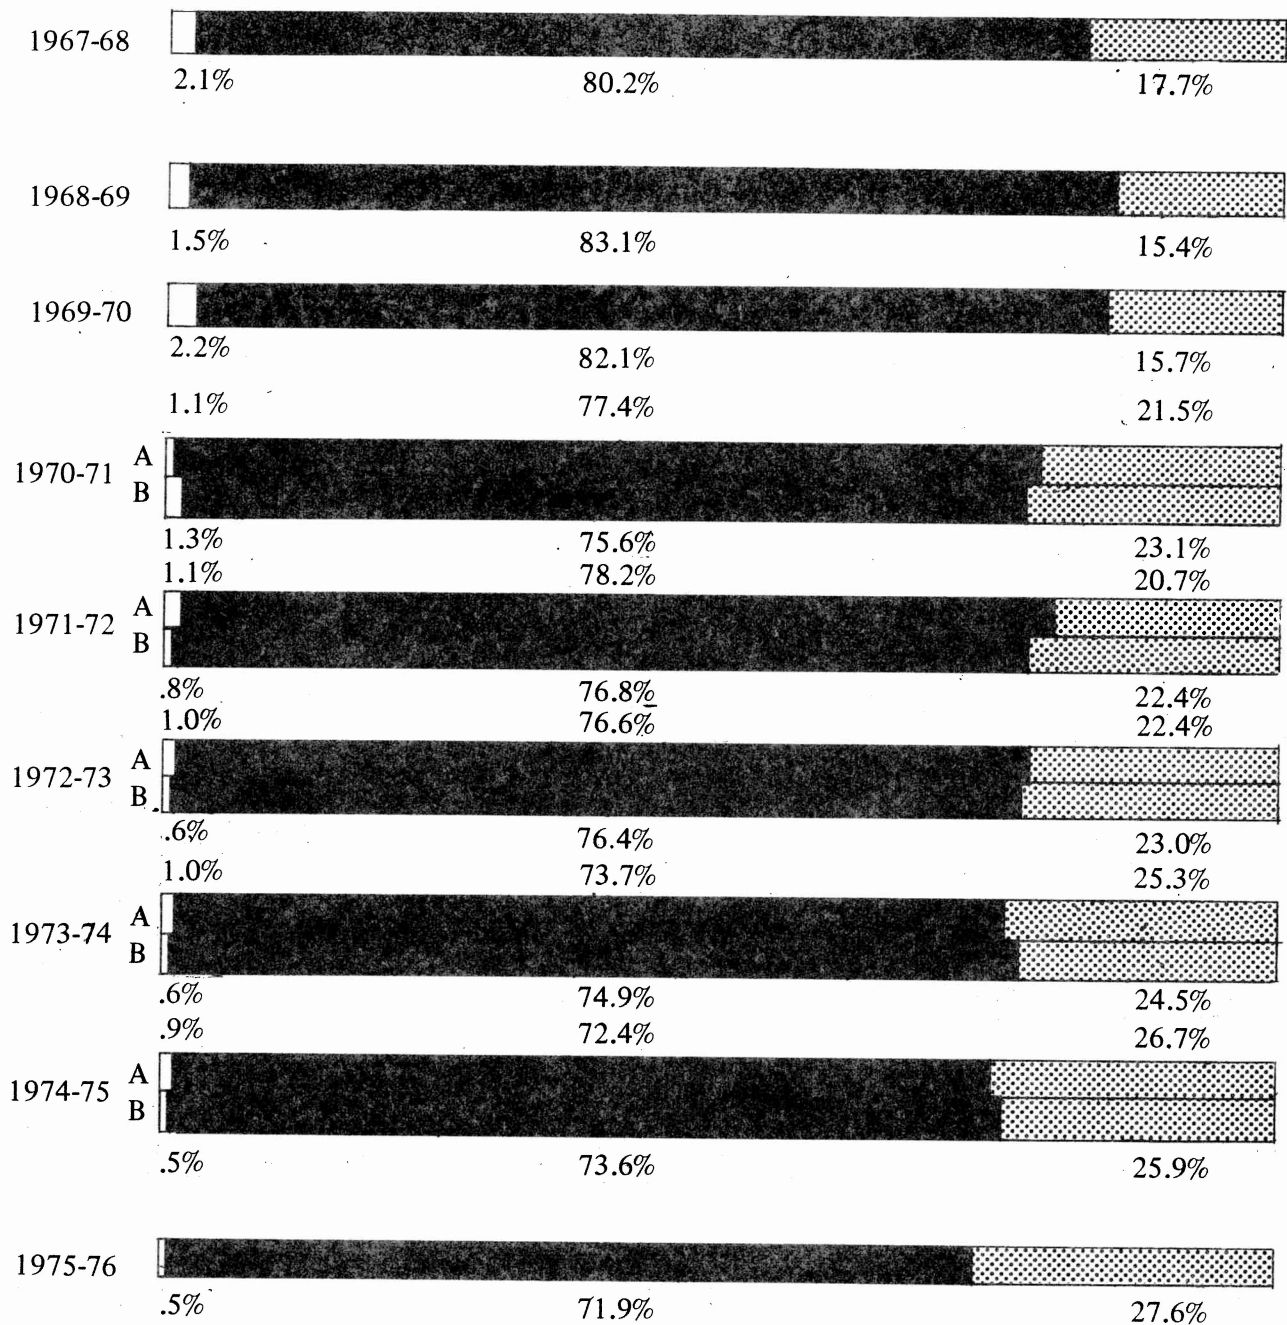 1967-68
2.1% 80.2% 17.7%
1968-69
1.5% 83.1% 15.4%
1969-70
2.2% 82.1% 15.7%
1.1% 77.4% 21.5%
A
1970-71
B
1.3% 75.6% 23.1%
1.1% 78.2% 20.7%
A
1971-72
B
.8% 76.8% 22.4%
1.0% 76.6% 22.4%
A
1972-73
B
.6% 76.4% 23.0%
1.0% 73.7% 25.3%
A
1973-74
B
.6% 74.9% 24.5%
.9% 72.4% 26.7%
A
1974-75
B
.5% 73.6% 25.9%
1975-76
.5% 71.9% 27.6%